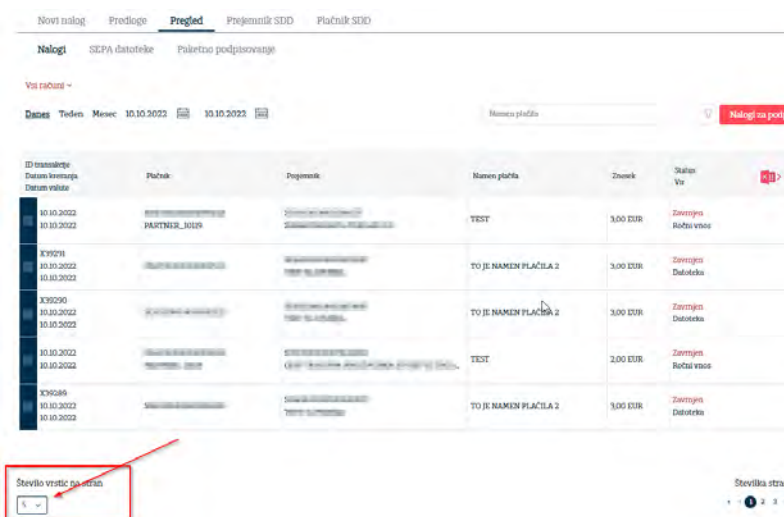 Novi nalog Predloge Pregled Prejemnik SDD Plačnik SDD
Nalogi SEPA datoteke Paketno podpisovanje
Vsi računi
Danes Teden Mesec 10.10.2022 10.10.2022 Namen plačila Nalogi za podp
ID transakcije
Datum kreiranja Plačnik Prejemnik Namen plačila Znesek Status
Datum valute Vir
10.10.2022 TEST 3,00 EUR Zavrnjen
10.10.2022 PARTNER_10129 Ročni vnos
X39291
10.10.2022 TO JE NAMEN PLAČILA 2 3,00 EUR Zavrnjen
10.10.2022 Datoteka
X39290
10.10.2022 TO JE NAMEN PLAČILA 2 3,00 EUR Zavrnjen
10.10.2022 Datoteka
10.10.2022 TEST 2,00 EUR Zavrnjen
10.10.2022 Ročni vnos
X39289
10.10.2022 TO JE NAMEN PLAČILA 2 3,00 EUR Zavrnjen
10.10.2022 Datoteka
Število vrstic na stran Številka stra
5 1 2 3